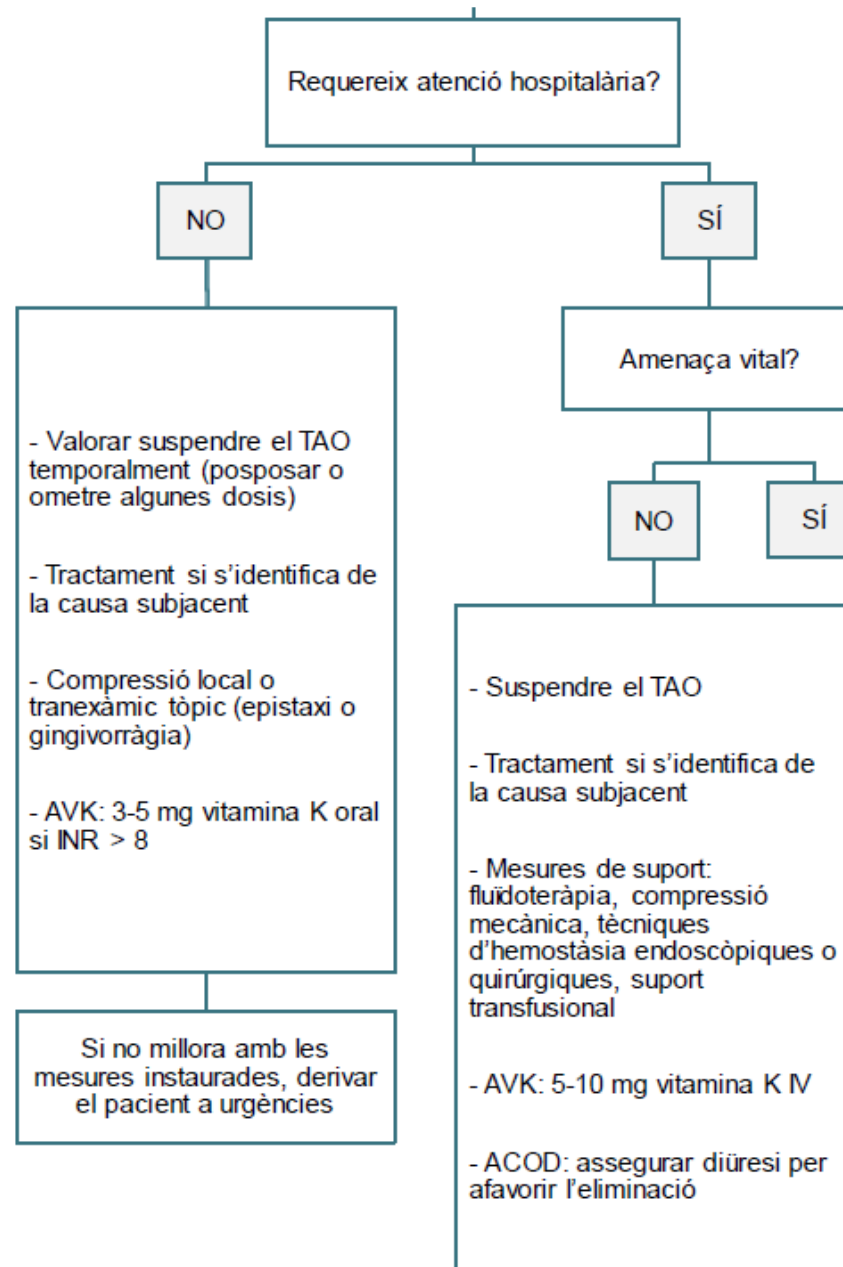 Requereix atenció hospitalària?
NO
SÍ
- Valorar suspendre el TAO
temporalment (posposar o
ometre algunes dosis)
- Tractament si s'identifica de
la causa subjacent
- Compressió local o
tranexàmic tòpic (epistaxi o
gingivorràgia)
- AVK: 3-5 mg vitamina K oral
si INR > 8
Si no millora amb les
mesures instaurades, derivar
el pacient a urgències
Amenaça vital?
NO
SÍ
- Suspendre el TAO
- Tractament si s'identifica de
la causa subjacent
- Mesures de suport:
fluïdoteràpia, compressió
mecànica, tècniques
d'hemostàsia endoscòpiques o
quirúrgiques, suport
transfusional
- AVK: 5-10 mg vitamina K IV
- ACOD: assegurar diüresi per
afavorir l'eliminació